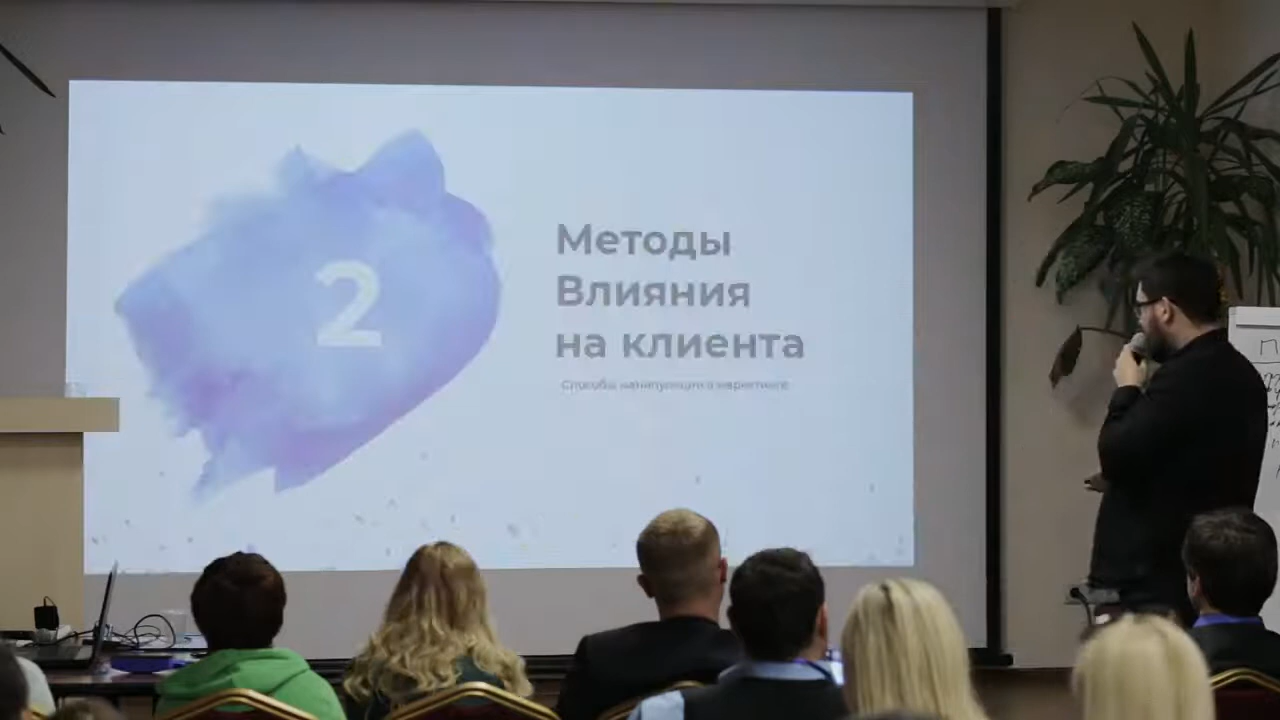 2
Методы
Влияния
на клиента
Способы манипуляции в маркетинге